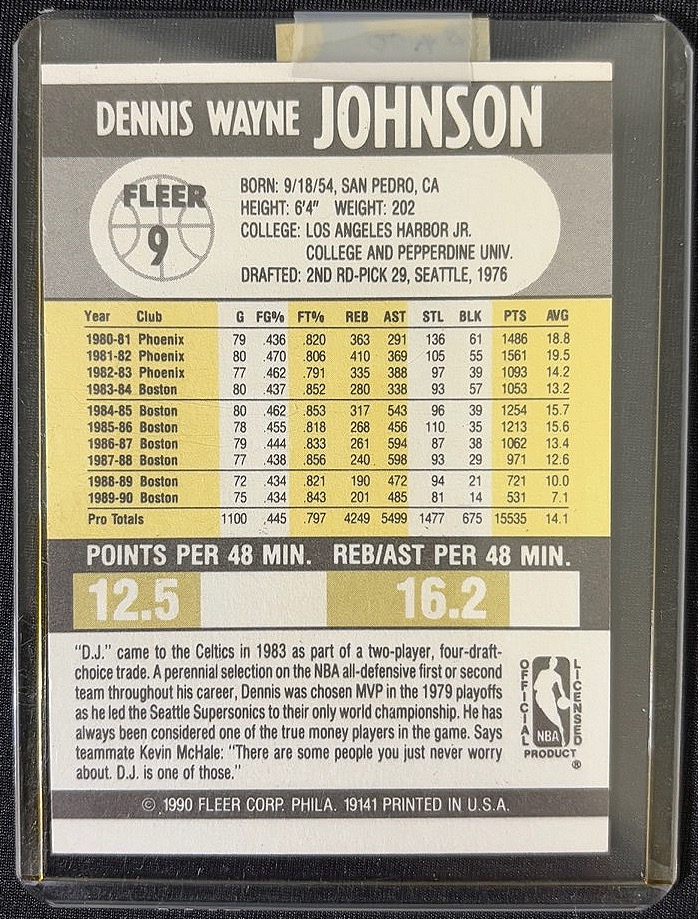 DENNIS WAYNE JOHNSON
FLEER
9
BORN: 9/18/54, SAN PEDRO, CA
HEIGHT: 6'4" WEIGHT: 202
COLLEGE: LOS ANGELES HARBOR JR.
COLLEGE AND PEPPERDINE UNIV.
DRAFTED: 2ND RD-PICK 29, SEATTLE, 1976
Year Club G FG% FT% REB AST STL BLK PTS AVG
1980-81 Phoenix 79 .436 .820 363 291 136 61 1486 18.8
1981-82 Phoenix 80 .470 .806 410 369 105 55 1561 19.5
1982-83 Phoenix 77 .462 .791 335 388 97 39 1093 14.2
1983-84 Boston 80 .437 .852 280 338 93 57 1053 13.2
1984-85 Boston 80 .462 .853 317 543 96 39 1254 15.7
1985-86 Boston 78 .455 .818 268 456 110 35 1213 15.6
1986-87 Boston 79 .444 .833 261 594 87 38 1062 13.4
1987-88 Boston 77 .438 .856 240 598 93 29 971 12.6
1988-89 Boston 72 .434 .821 190 472 94 21 721 10.0
1989-90 Boston 75 .434 .843 201 485 81 14 531 7.1
Pro Totals 1100 .445 .797 4249 5499 1477 675 15535 14.1
POINTS PER 48 MIN. REB/AST PER 48 MIN.
12.5 16.2
"D.J." came to the Celtics in 1983 as part of a two-player, four-draft-
choice trade. A perennial selection on the NBA all-defensive first or second
team throughout his career, Dennis was chosen MVP in the 1979 playoffs
as he led the Seattle Supersonics to their only world championship. He has
always been considered one of the true money players in the game. Says
teammate Kevin McHale: "There are some people you just never worry
about. D.J. is one of those."
OFFICIAL
LICENSED
NBA
PRODUCT
®
© 1990 FLEER CORP. PHILA. 19141 PRINTED IN U.S.A.